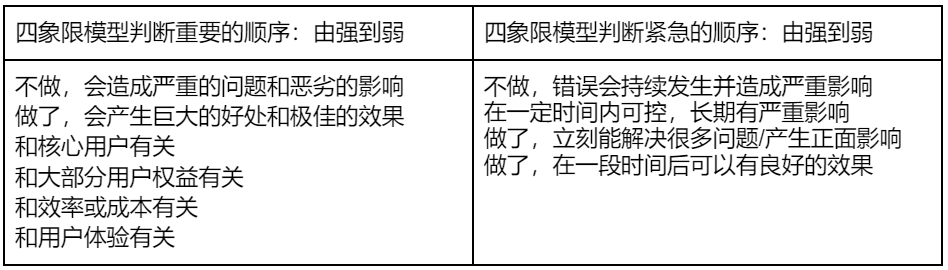 四象限模型判断重要的顺序：由强到弱
四象限模型判断紧急的顺序：由强到弱
不做，会造成严重的问题和恶劣的影响
做了，会产生巨大的好处和极佳的效果
和核心用户有关
和大部分用户权益有关
和效率或成本有关
和用户体验有关
不做，错误会持续发生并造成严重影响
在一定时间内可控，长期有严重影响
做了，立刻能解决很多问题/产生正面影响
做了，在一段时间后可以有良好的效果